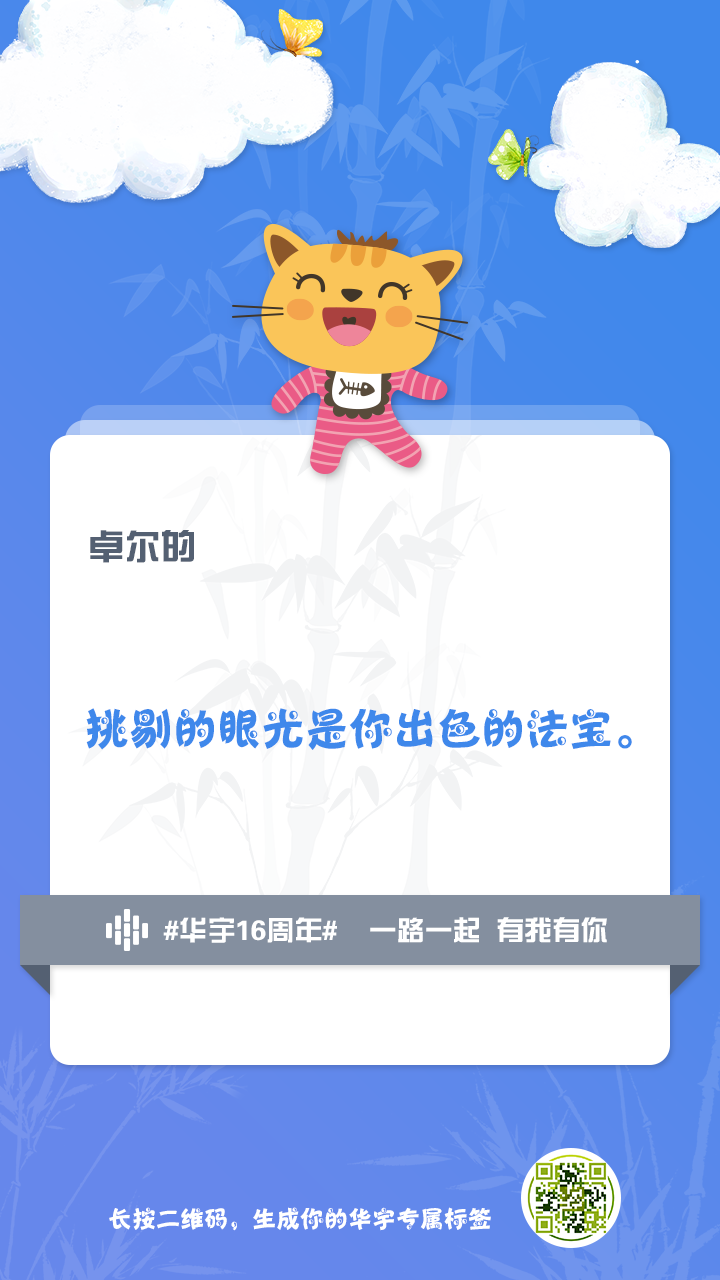 卓尔的
挑剔的眼光是你出色的法宝。
#华宇16周年# 一路一起 有我有你
长按二维码，生成你的华宇专属标签